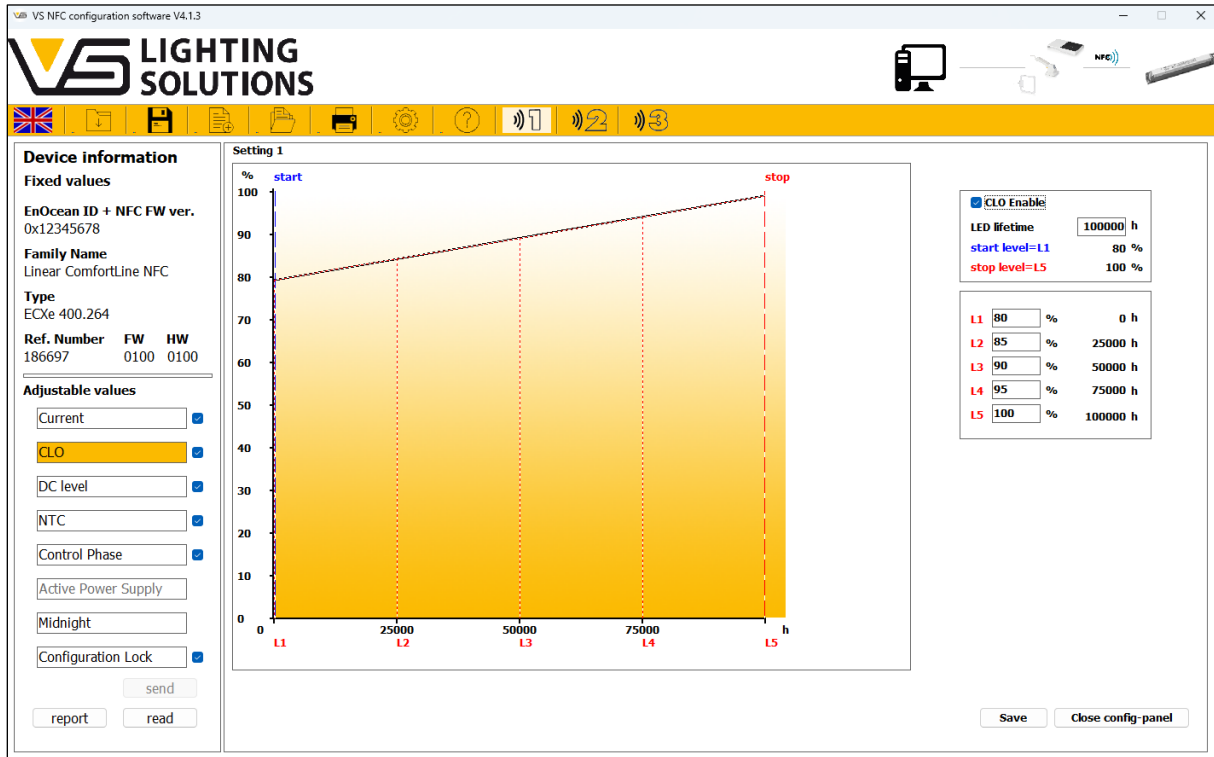 VS NFC configuration software V4.1.3
VS LIGHTING
SOLUTIONS
NFC
1 2 3
Device information
Fixed values
EnOcean ID + NFC FW ver.
0x12345678
Family Name
Linear ComfortLine NFC
Type
ECXe 400.264
Ref. Number FW HW
186697 0100 0100
Adjustable values
Current
CLO
DC level
NTC
Control Phase
Active Power Supply
Midnight
Configuration Lock
send
report read
Setting 1
% start stop
100
90
80
70
60
50
40
30
20
10
0
0 25000 50000 75000 h
L1 L2 L3 L4 L5
CLO Enable
LED lifetime 100000 h
start level=L1 80 %
stop level=L5 100 %
L1 80 % 0 h
L2 85 % 25000 h
L3 90 % 50000 h
L4 95 % 75000 h
L5 100 % 100000 h
Save Close config-panel